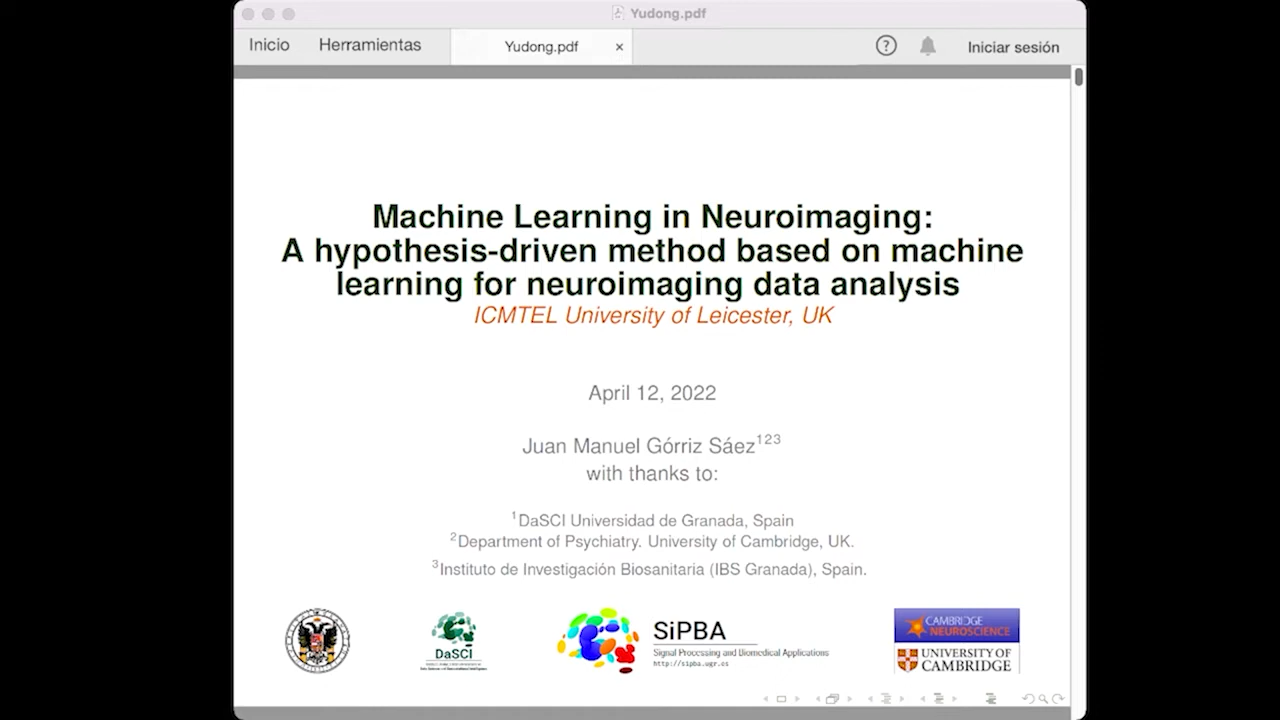 Yudong.pdf
Inicio Herramientas Yudong.pdf × ? Iniciar sesión
Machine Learning in Neuroimaging:
A hypothesis-driven method based on machine
learning for neuroimaging data analysis
ICMTEL University of Leicester, UK
April 12, 2022
Juan Manuel Górriz Sáez123
with thanks to:
1DaSCI Universidad de Granada, Spain
2Department of Psychiatry. University of Cambridge, UK.
3Instituto de Investigación Biosanitaria (IBS Granada), Spain.
DaSCI
SiPBA
Signal Processing and Biomedical Applications
http://sipba.ugr.es
CAMBRIDGE
NEUROSCIENCE
UNIVERSITY OF
CAMBRIDGE